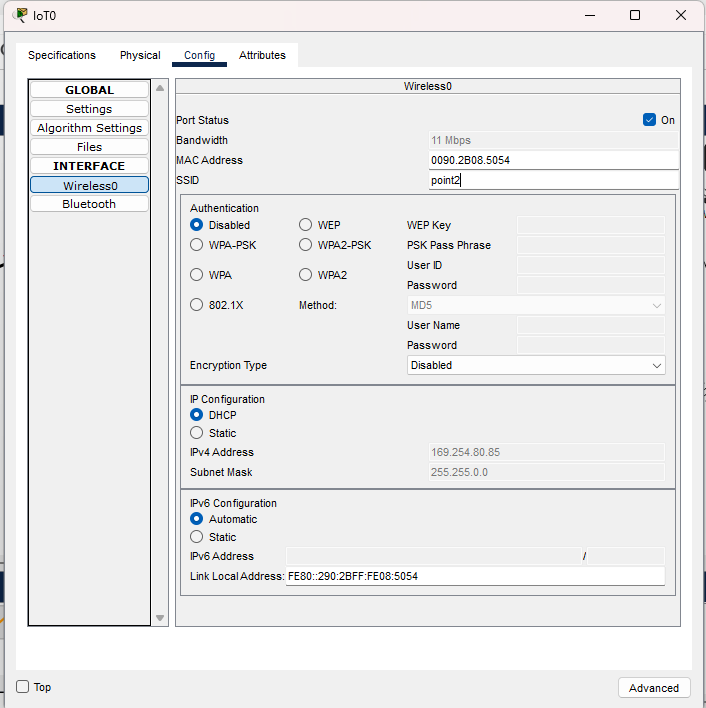 IoT0
Specifications Physical Config Attributes
GLOBAL
Settings
Algorithm Settings
Files
INTERFACE
Wireless0
Bluetooth
Wireless0
Port Status On
Bandwidth 11 Mbps
MAC Address 0090.2B08.5054
SSID point2
Authentication
Disabled WEP WEP Key
WPA-PSK WPA2-PSK PSK Pass Phrase
User ID
WPA WPA2
Password
802.1X Method: MD5
User Name
Password
Encryption Type Disabled
IP Configuration
DHCP
Static
IPv4 Address 169.254.80.85
Subnet Mask 255.255.0.0
IPv6 Configuration
Automatic
Static
IPv6 Address /
Link Local Address: FE80::290:2BFF:FE08:5054
Top Advanced